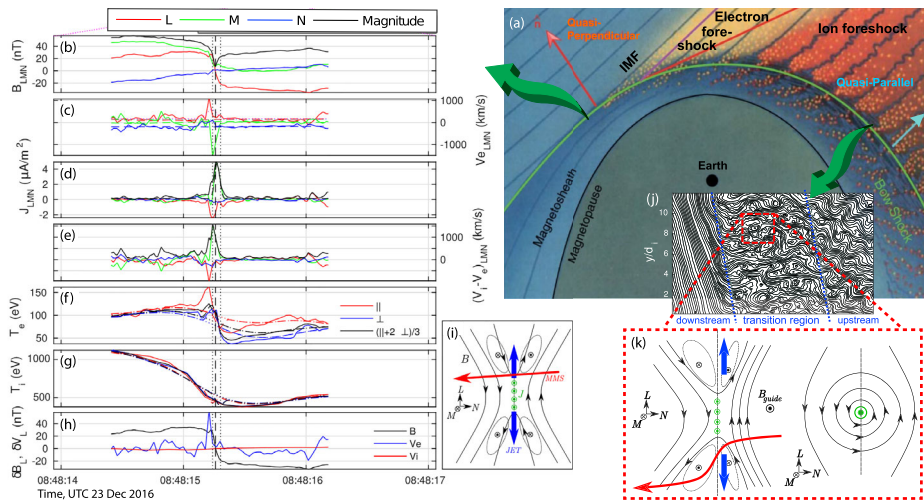 L M N Magnitude
(b)
B_LMN (nT)
40
20
0
-20
(c)
1000
0
-1000
Ve_LMN (km/s)
(d)
J_LMN (μA/m²)
4
2
0
-2
(e)
1000
0
(V_i-V_e)_LMN (km/s)
(f)
T_e (eV)
150
100
50
||
⊥
(||+2 ⊥)/3
(g)
T_i (eV)
1000
500
(h)
δB_L, δV_L (nT)
40
20
0
-20
B
Ve
Vi
08:48:14 08:48:15 08:48:16 08:48:17
Time, UTC 23 Dec 2016
(a)
n
Quasi-
Perpendicular
IMF
Electron
fore-
shock
Ion foreshock
Quasi-Parallel
Earth
Magnetosheath
Magnetopause
Bow Shock
(j)
y/d_i
10
8
6
4
2
downstream transition region upstream
(i)
B
MMS
J
L
M N
JET
(k)
B_guide
L
M N
L
M N